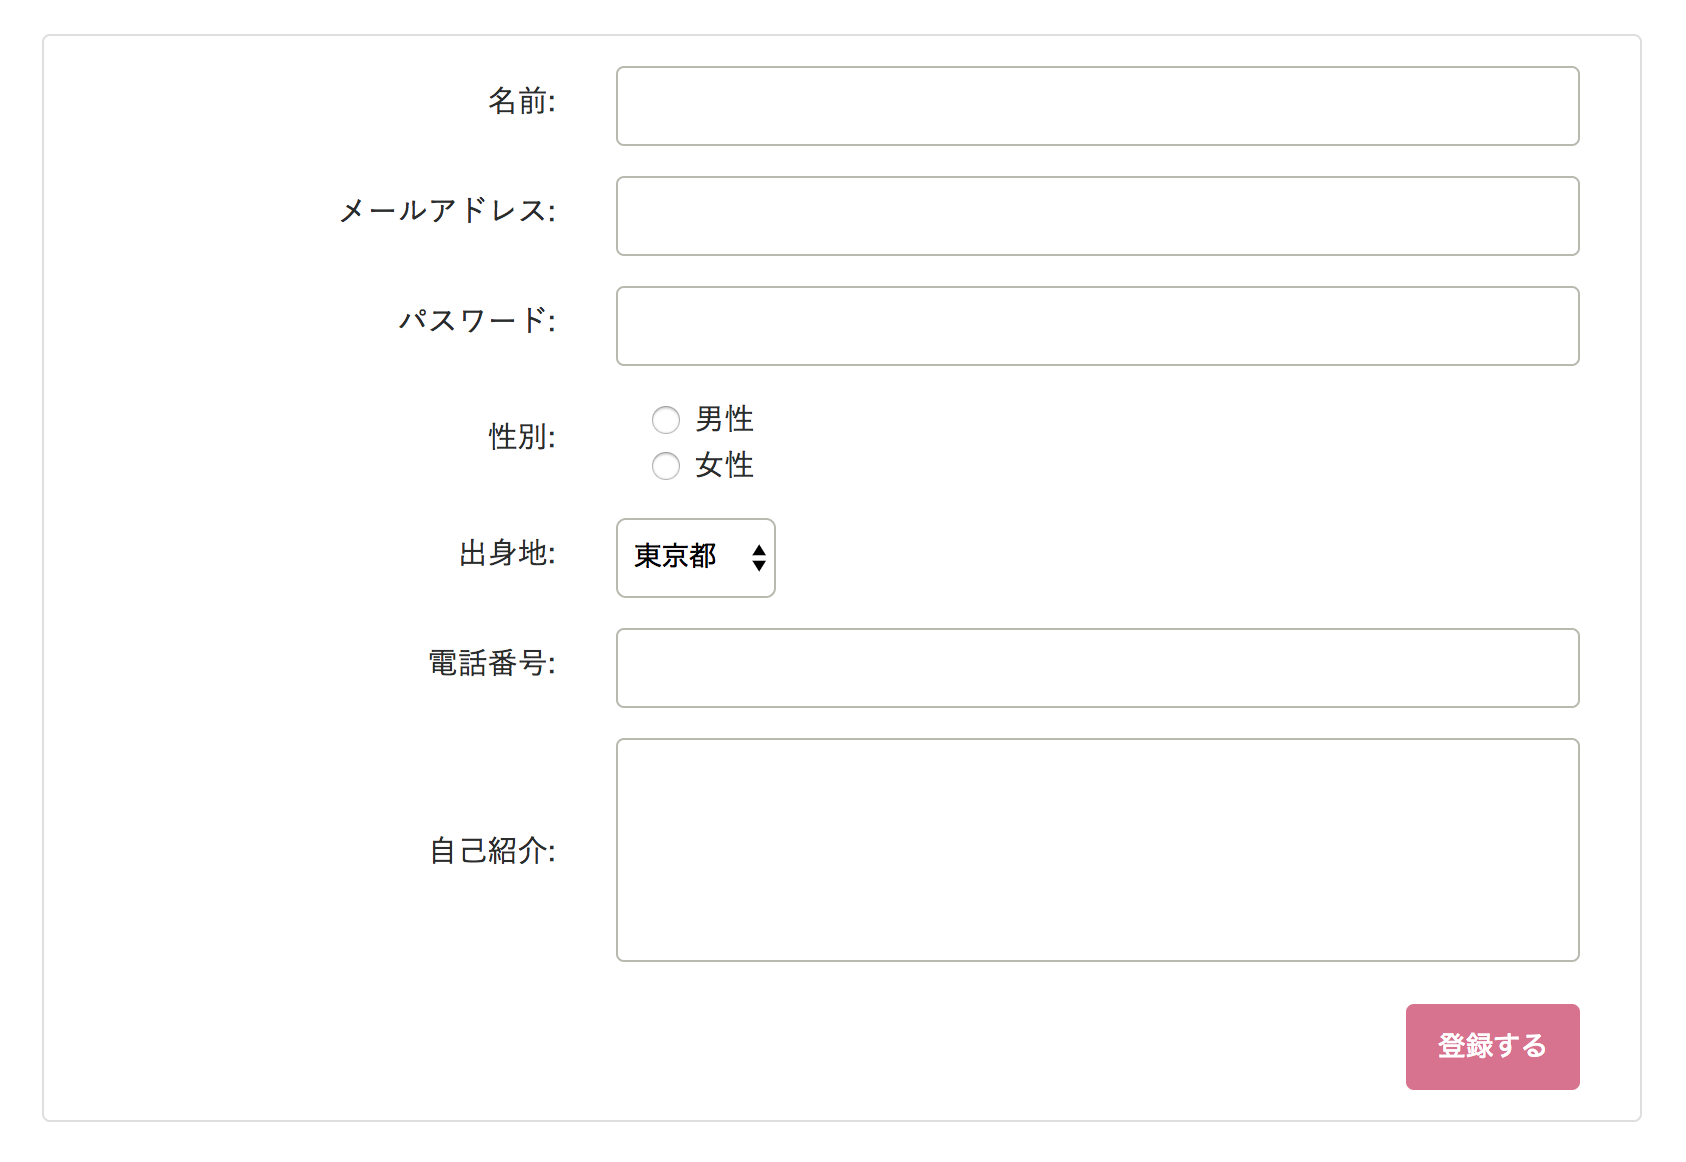 名前:
メールアドレス:
パスワード:
性別:
男性
女性
出身地:
東京都
電話番号:
自己紹介:
登録する